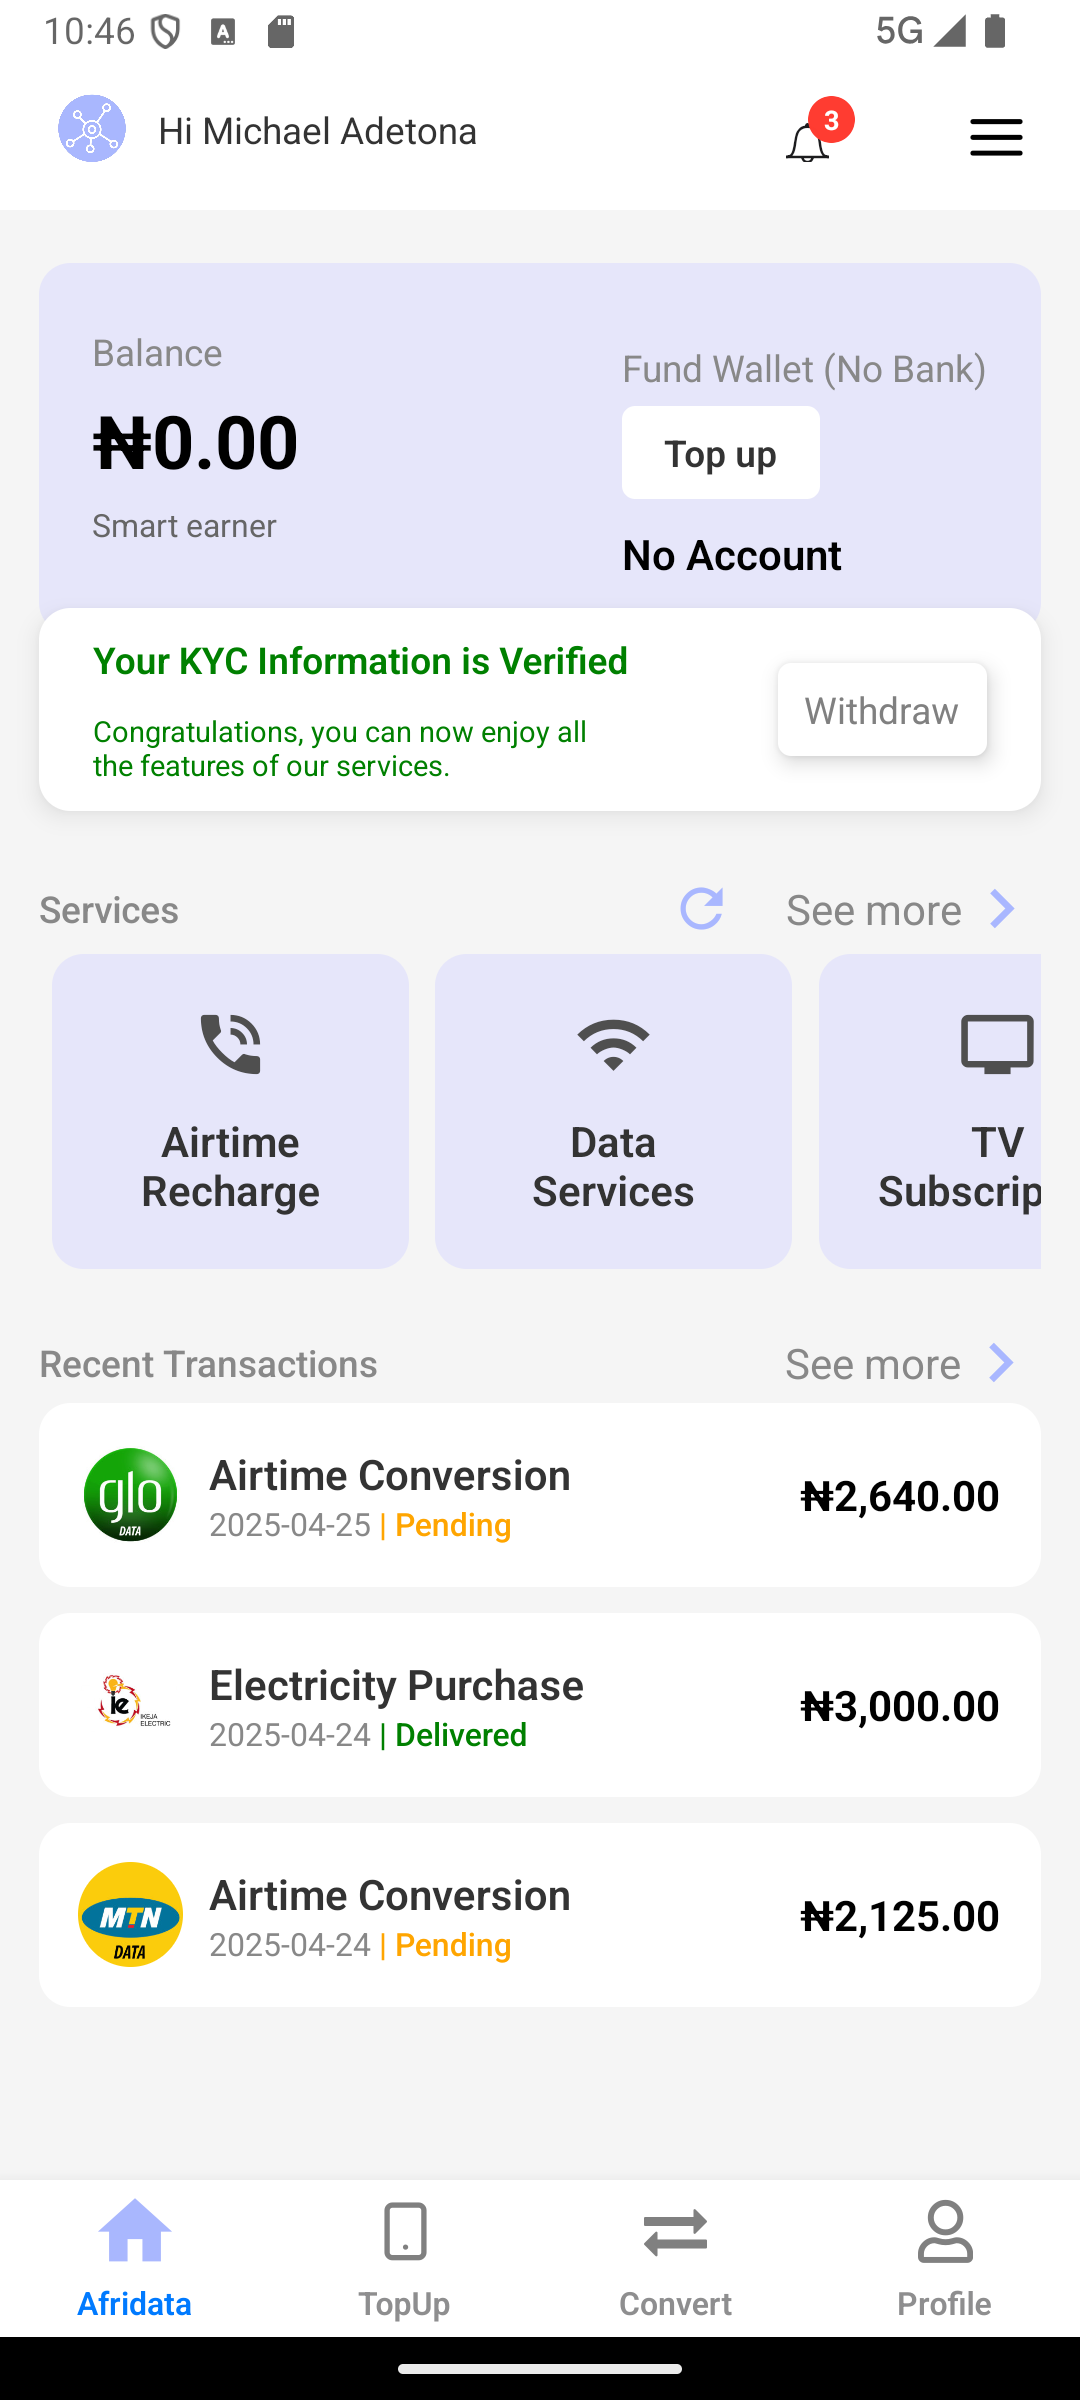 10:46
A
5G
Hi Michael Adetona
3
Balance
₦0.00
Smart earner
Fund Wallet (No Bank)
Top up
No Account
Your KYC Information is Verified
Congratulations, you can now enjoy all
the features of our services.
Withdraw
Services
See more
Airtime
Recharge
Data
Services
TV
Subscrip
Recent Transactions
See more
glo
DATA
Airtime Conversion
2025-04-25 | Pending
₦2,640.00
ie
IKEJA
ELECTRIC
Electricity Purchase
2025-04-24 | Delivered
₦3,000.00
MTN
DATA
Airtime Conversion
2025-04-24 | Pending
₦2,125.00
Afridata
TopUp
Convert
Profile